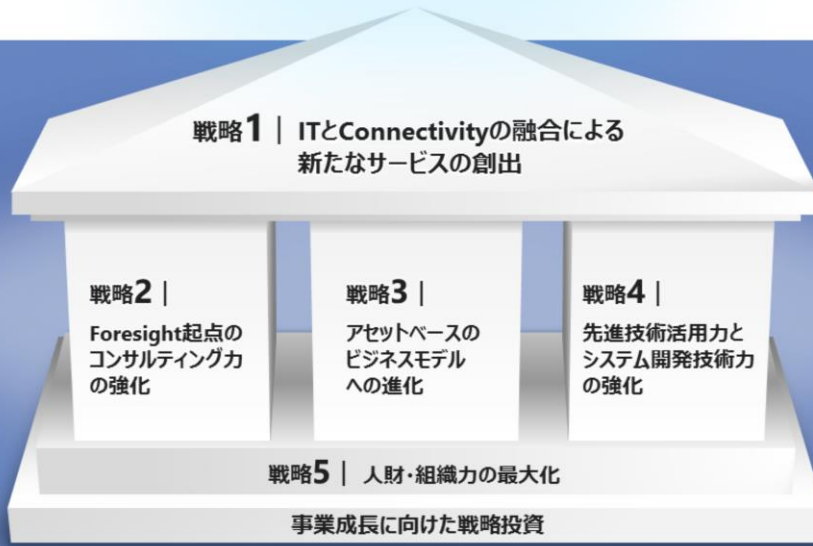 戦略1｜ITとConnectivityの融合による
新たなサービスの創出
戦略2｜
Foresight起点の
コンサルティング力
の強化
戦略3｜
アセットベースの
ビジネスモデル
への進化
戦略4｜
先進技術活用力と
システム開発技術力
の強化
戦略5｜人財・組織力の最大化
事業成長に向けた戦略投資